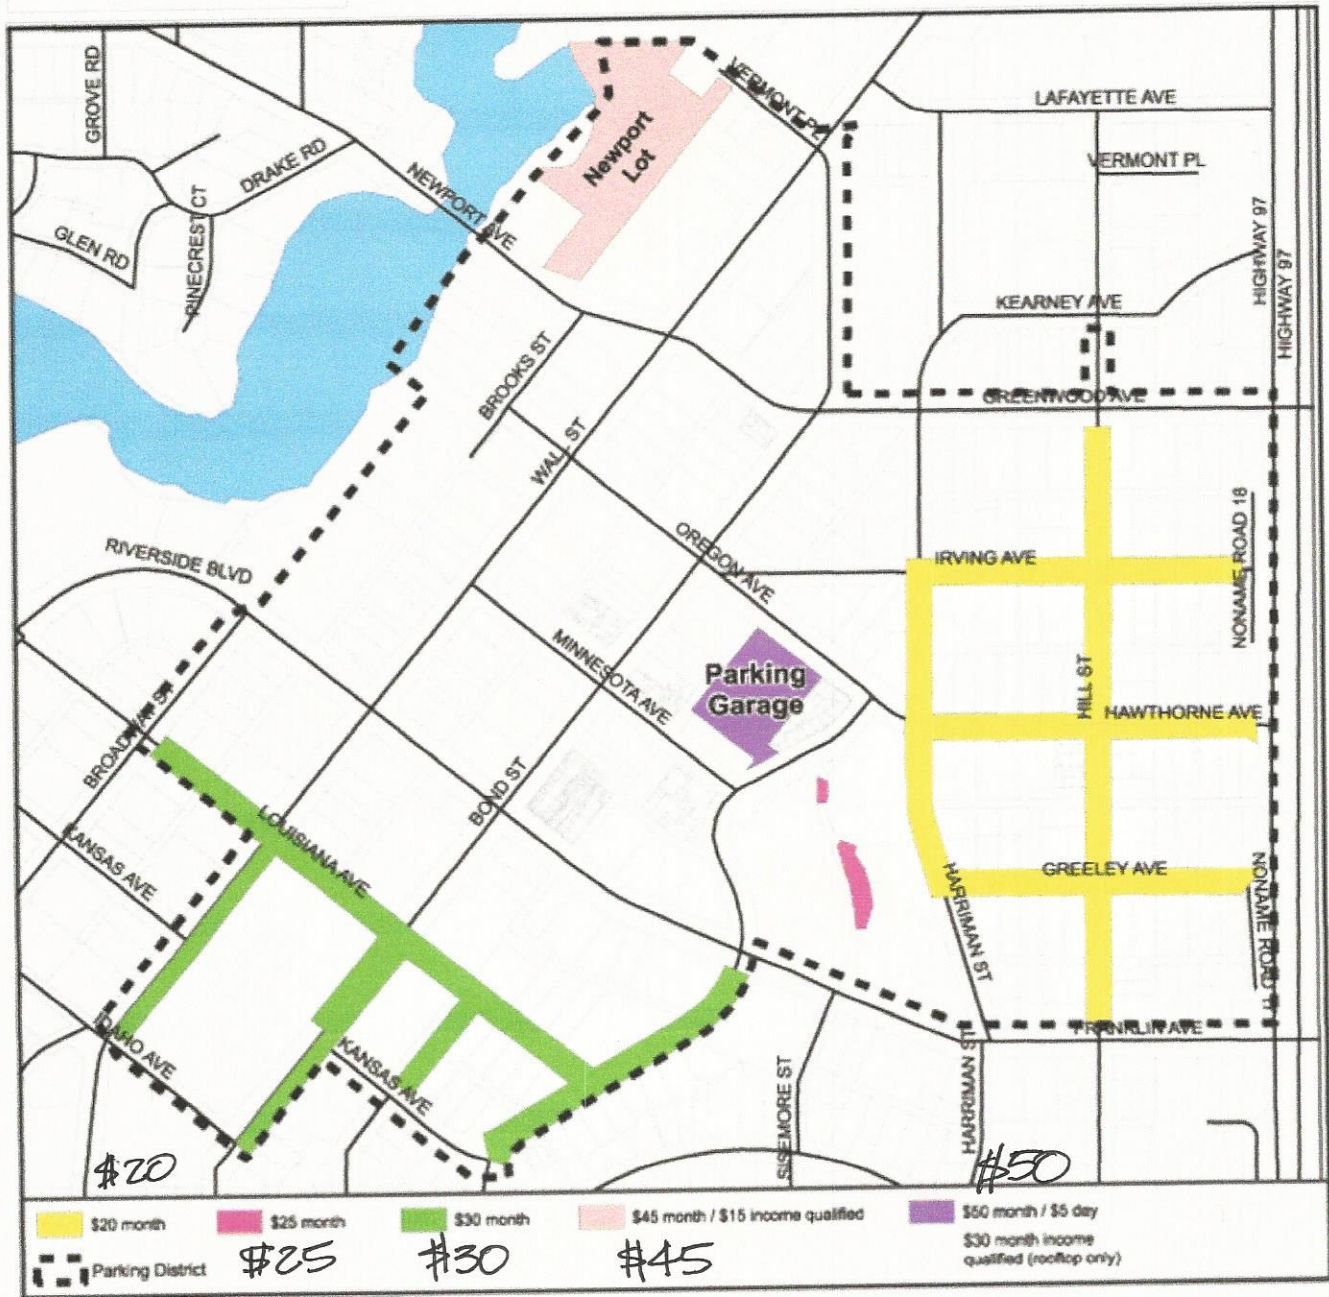 GROVE RD
DRAKE RD
PINECREST CT
GLEN RD
NEWPORT AVE
Newport
Lot
VERMONT PL
LAFAYETTE AVE
VERMONT PL
HIGHWAY 97
HIGHWAY 97
KEARNEY AVE
GREENWOOD AVE
BROOKS ST
WALL ST
OREGON AVE
RIVERSIDE BLVD
IRVING AVE
NONAME ROAD 18
MINNESOTA AVE
Parking
Garage
HILL ST
HAWTHORNE AVE
BROADWAY ST
BOND ST
LOUISIANA AVE
KANSAS AVE
GREELEY AVE
HARRIMAN ST
NONAME ROAD 17
IDAHO AVE
KANSAS AVE
FRANKLIN AVE
SISEMORE ST
HARRIMAN ST
$20
$50
$20 month
$25 month
$30 month
$45 month / $15 income qualified
$50 month / $5 day
$30 month income
qualified (rooftop only)
Parking District
$25
$30
$45